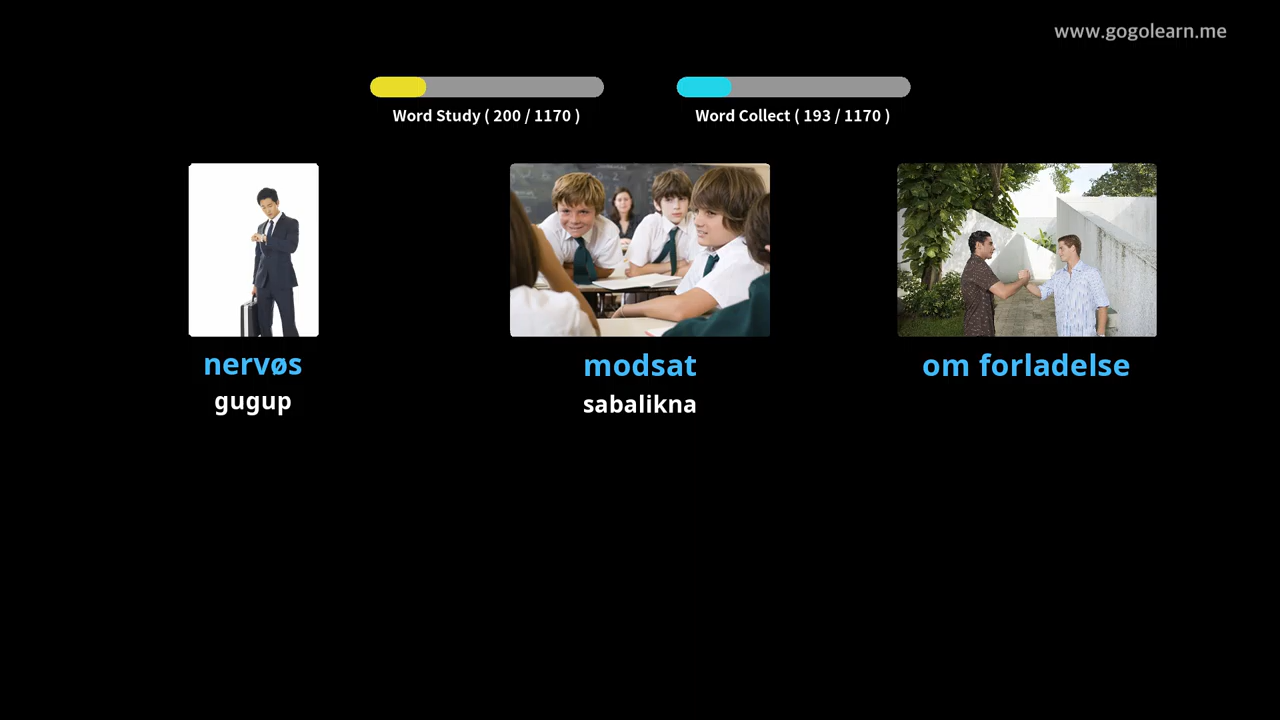 www.gogolearn.me
Word Study ( 200 / 1170 )
Word Collect ( 193 / 1170 )
nervøs
gugup
modsat
sabalikna
om forladelse